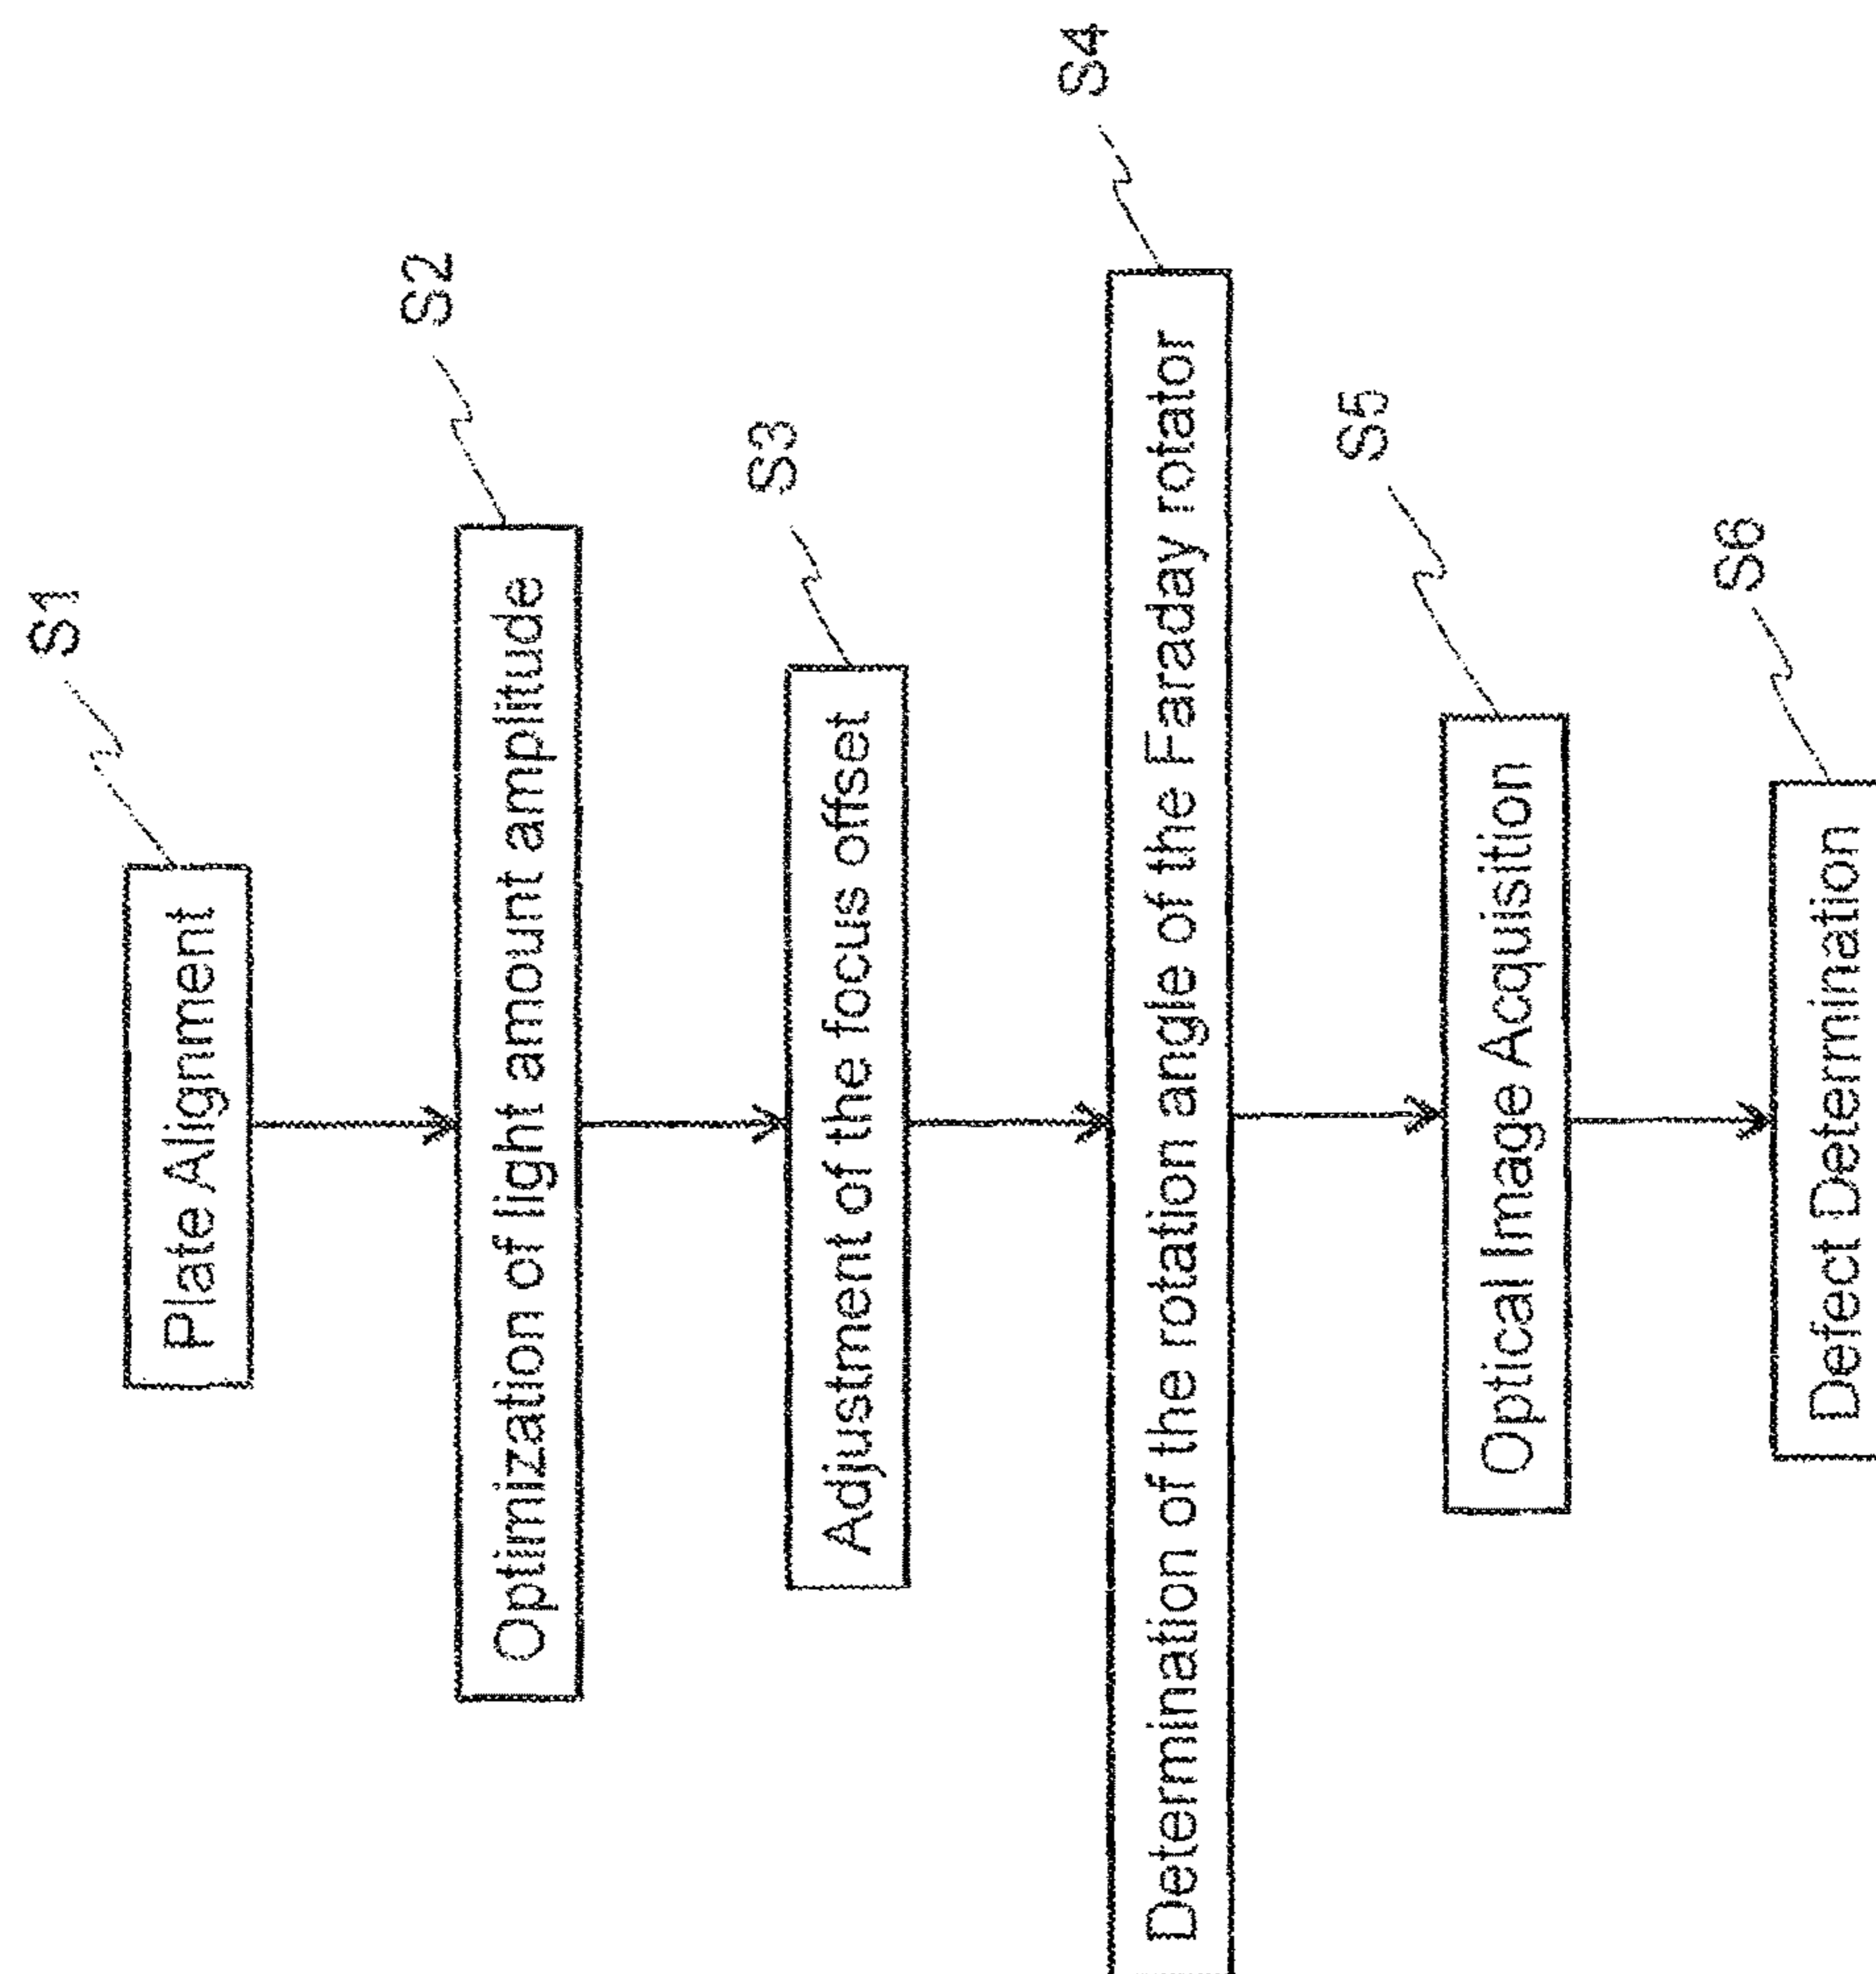 S1
Plate Alignment
S2
Optimization of light amount amplitude
S3
Adjustment of the focus offset
S4
Determination of the rotation angle of the Faraday rotator
S5
Optical Image Acquisition
S6
Defect Determination